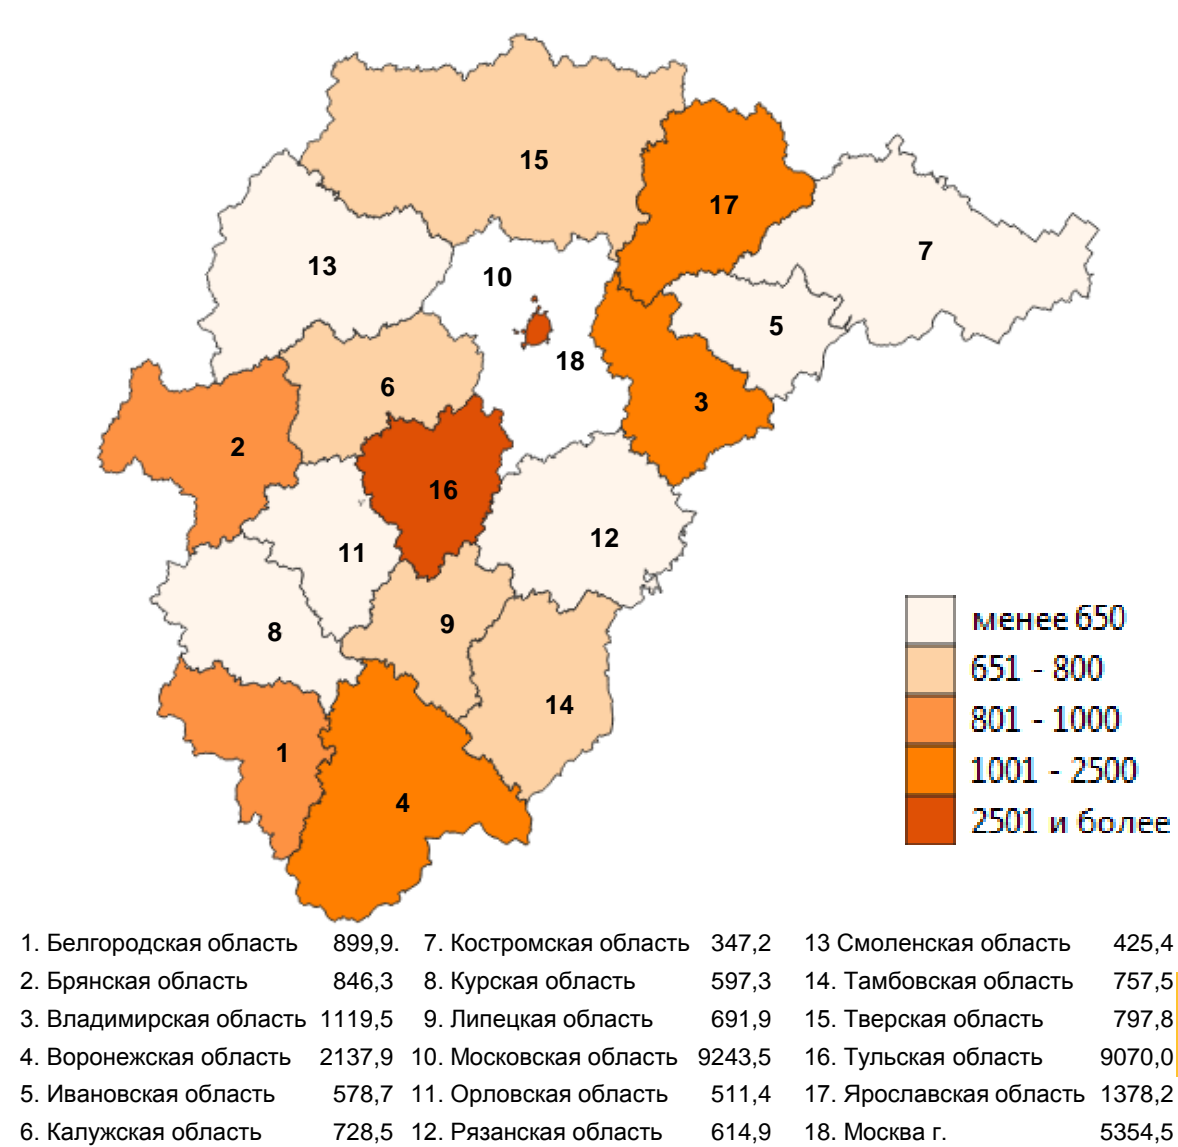 15
17
13
10
7
5
18
6
3
2
16
12
11
9
8
14
1
4
менее 650
651 - 800
801 - 1000
1001 - 2500
2501 и более
1. Белгородская область 899,9. 7. Костромская область 347,2 13 Смоленская область 425,4
2. Брянская область 846,3 8. Курская область 597,3 14. Тамбовская область 757,5
3. Владимирская область 1119,5 9. Липецкая область 691,9 15. Тверская область 797,8
4. Воронежская область 2137,9 10. Московская область 9243,5 16. Тульская область 9070,0
5. Ивановская область 578,7 11. Орловская область 511,4 17. Ярославская область 1378,2
6. Калужская область 728,5 12. Рязанская область 614,9 18. Москва г. 5354,5